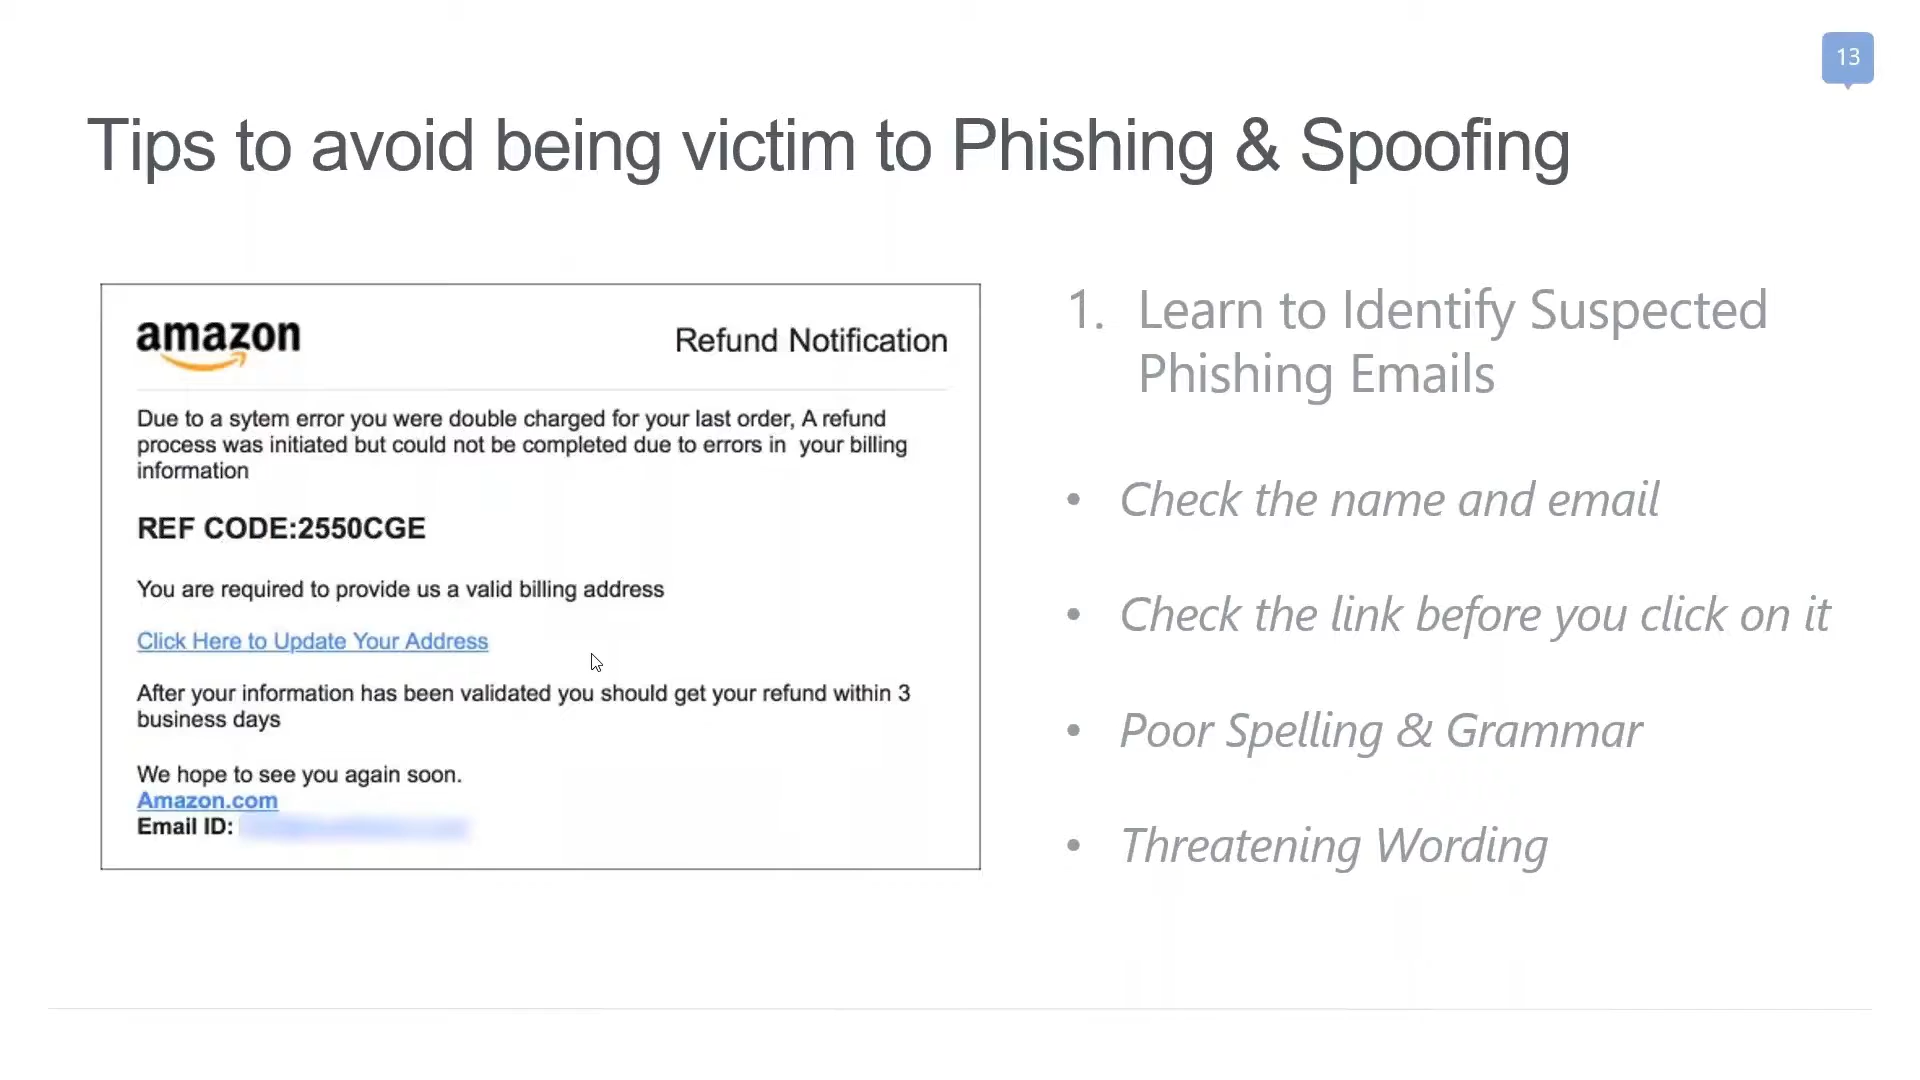 13
Tips to avoid being victim to Phishing & Spoofing
amazon
Refund Notification
Due to a sytem error you were double charged for your last order, A refund
process was initiated but could not be completed due to errors in your billing
information
REF CODE:2550CGE
You are required to provide us a valid billing address
Click Here to Update Your Address
After your information has been validated you should get your refund within 3
business days
We hope to see you again soon.
Amazon.com
Email ID:
1. Learn to Identify Suspected
Phishing Emails
• Check the name and email
• Check the link before you click on it
• Poor Spelling & Grammar
• Threatening Wording